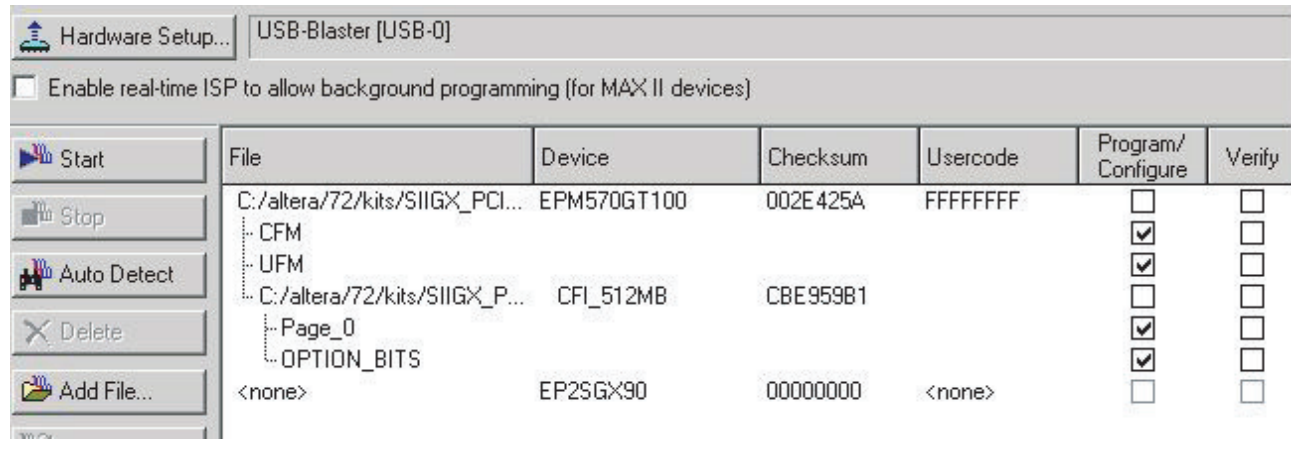 Hardware Setup... USB-Blaster [USB-0]
Enable real-time ISP to allow background programming (for MAX II devices)
Start
Stop
Auto Detect
Delete
Add File...
File Device Checksum Usercode Program/ Configure Verify
C:/altera/72/kits/SIIGX_PCI... EPM570GT100 002E425A FFFFFFFF
CFM
UFM
C:/altera/72/kits/SIIGX_P... CFI_512MB CBE959B1
Page_0
OPTION_BITS
<none> EP2SGX90 00000000 <none>